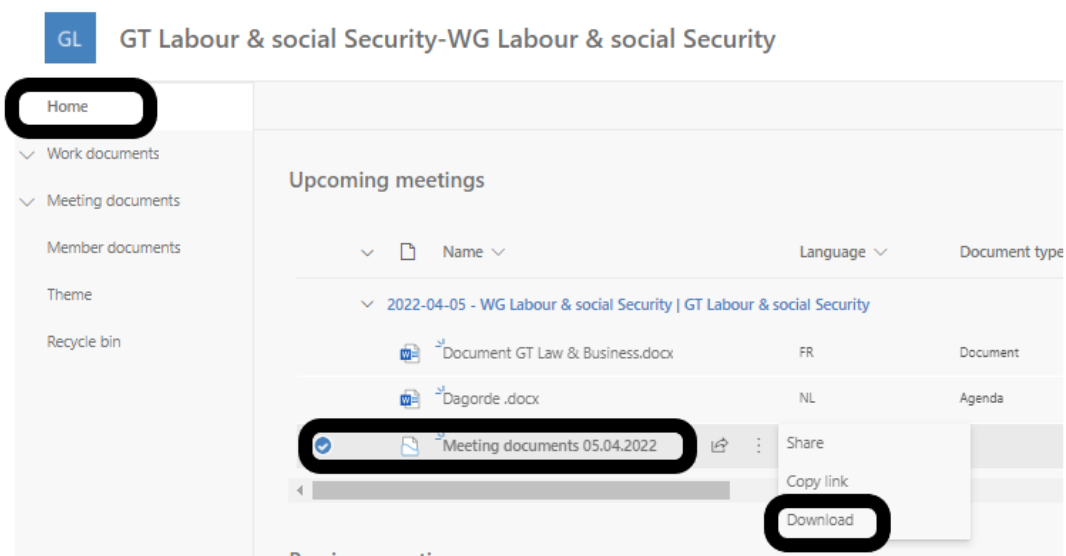 GL GT Labour & social Security-WG Labour & social Security
Home
Work documents
Meeting documents
Member documents
Theme
Recycle bin
Upcoming meetings
Name Language Document type
2022-04-05 - WG Labour & social Security | GT Labour & social Security
Document GT Law & Business.docx FR Document
Dagorde .docx NL Agenda
Meeting documents 05.04.2022
Share
Copy link
Download